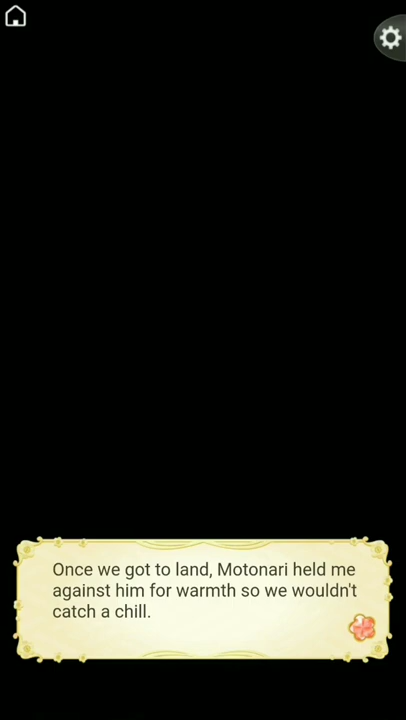 Once we got to land, Motonari held me
against him for warmth so we wouldn't
catch a chill.